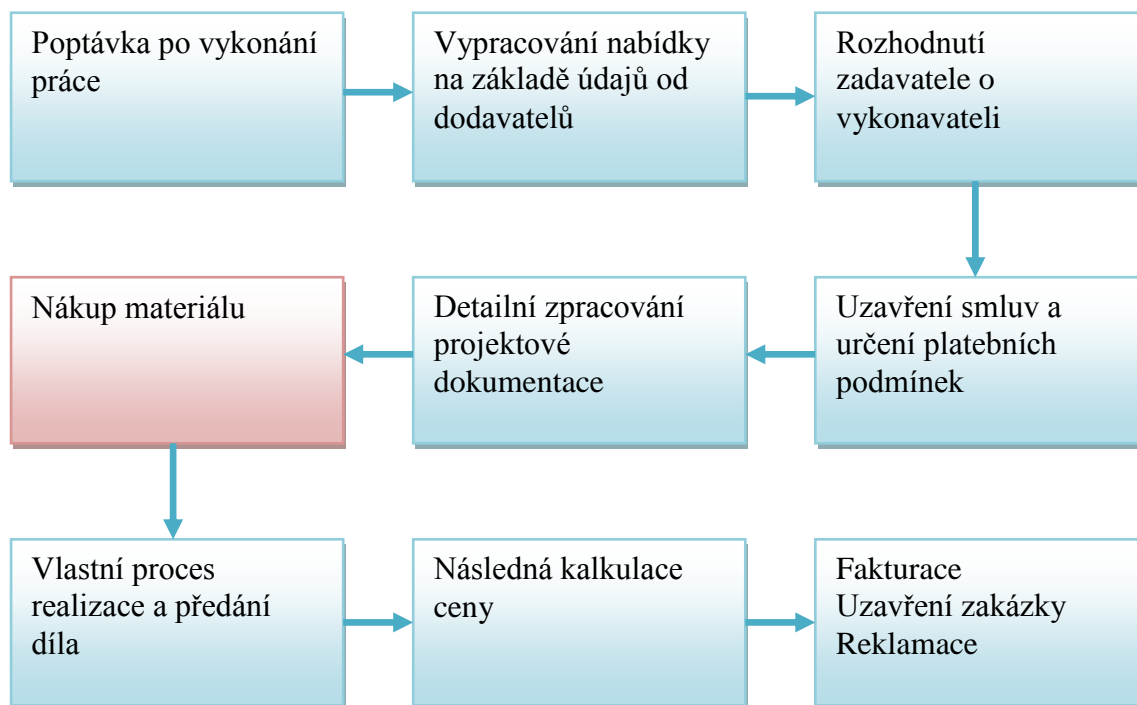 Poptávka po vykonání
práce
Vypracování nabídky
na základě údajů od
dodavatelů
Rozhodnutí
zadavatele o
vykonavateli
Nákup materiálu
Detailní zpracování
projektové
dokumentace
Uzavření smluv a
určení platebních
podmínek
Vlastní proces
realizace a předání
díla
Následná kalkulace
ceny
Fakturace
Uzavření zakázky
Reklamace